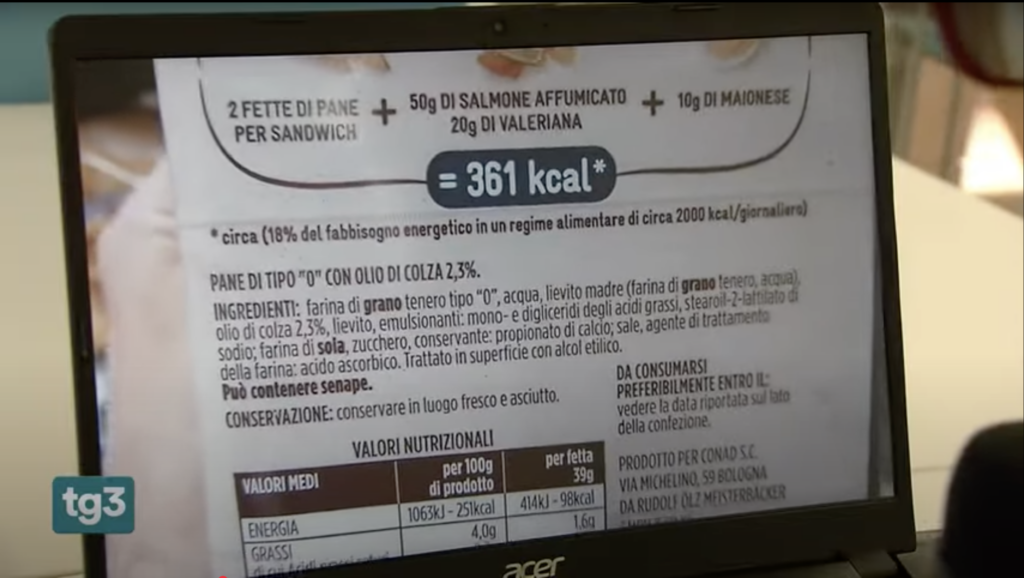 2 FETTE DI PANE
PER SANDWICH
+
50g DI SALMONE AFFUMICATO
20g DI VALERIANA
+
10g DI MAIONESE
= 361 kcal*
* circa (18% del fabbisogno energetico in un regime alimentare di circa 2000 kcal/giornaliero)
PANE DI TIPO "0" CON OLIO DI COLZA 2,3%.
INGREDIENTI: farina di grano tenero tipo "0", acqua, lievito madre (farina di grano tenero, acqua),
olio di colza 2,3%, lievito, emulsionanti: mono- e digliceridi degli acidi grassi, stearoil-2-lattilato di
sodio; farina di sola, zucchero, conservante: propionato di calcio; sale, agente di trattamento
della farina: acido ascorbico. Trattato in superficie con alcol etilico.
Può contenere senape.
CONSERVAZIONE: conservare in luogo fresco e asciutto.
DA CONSUMARSI
PREFERIBILMENTE ENTRO IL:
vedere la data riportata sul lato
della confezione.
PRODOTTO PER CONAD S.C.
VIA MICHELINO, 59 BOLOGNA
DA RUDOLF ÖLZ MEISTERBÄCKER
VALORI NUTRIZIONALI
VALORI MEDI
per 100g
di prodotto
per fetta
39g
ENERGIA
1063kJ - 251kcal
414kJ - 98kcal
GRASSI
4,0g
1,6g
tg3
acer